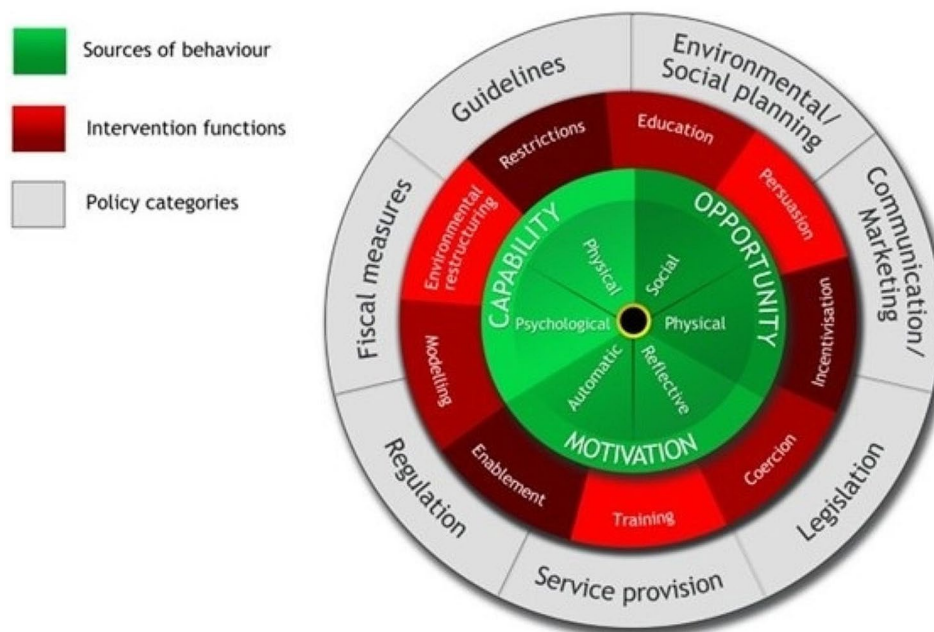 Sources of behaviour
Intervention functions
Policy categories
Guidelines
Environmental/
Social planning
Communication/
Marketing
Legislation
Service provision
Regulation
Fiscal measures
Restrictions
Education
Persuasion
Incentivisation
Coercion
Training
Enablement
Modelling
Environmental
restructuring
CAPABILITY
OPPORTUNITY
MOTIVATION
Physical
Social
Psychological
Physical
Automatic
Reflective